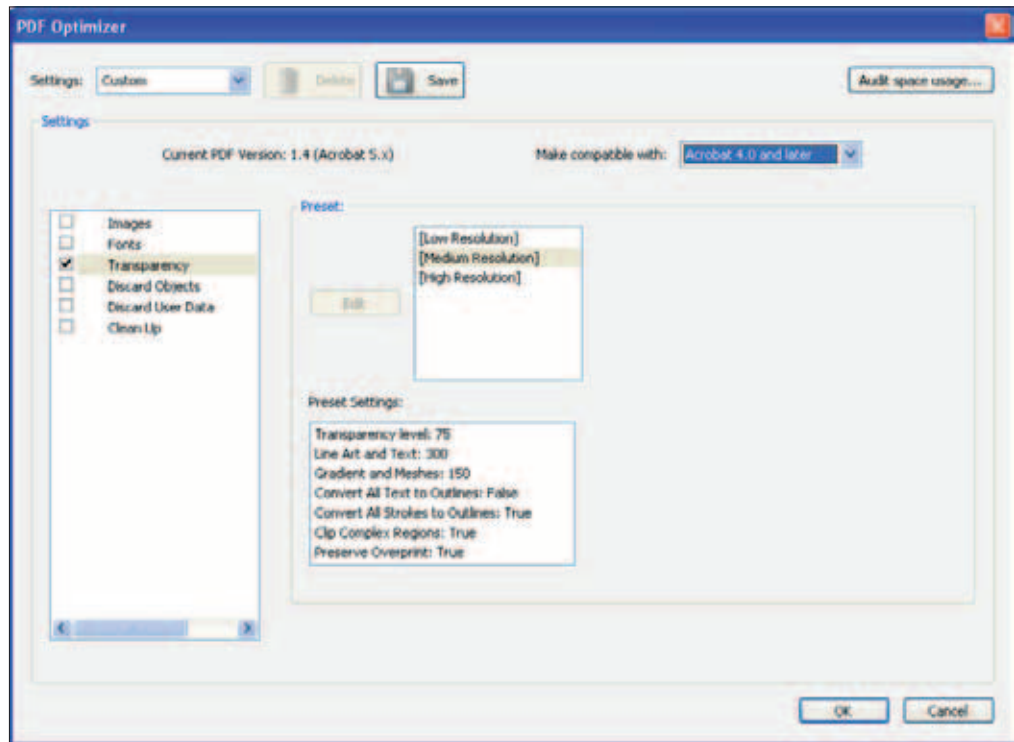 PDF Optimizer
Settings: Custom Delete Save Audit space usage...
Settings
Current PDF Version: 1.4 (Acrobat 5.x) Make compatible with: Acrobat 4.0 and later
Preset:
Images
Fonts
Transparency
Discard Objects
Discard User Data
Clean Up
[Low Resolution]
[Medium Resolution]
[High Resolution]
Edit
Preset Settings:
Transparency level: 75
Line Art and Text: 300
Gradient and Meshes: 150
Convert All Text to Outlines: False
Convert All Strokes to Outlines: True
Clip Complex Regions: True
Preserve Overprint: True
OK Cancel